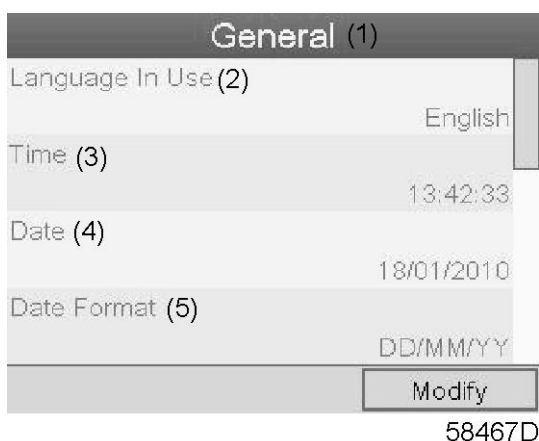 General (1)
Language In Use (2)
English
Time (3)
13:42:33
Date (4)
18/01/2010
Date Format (5)
DD/MM/YY
Modify
58467D